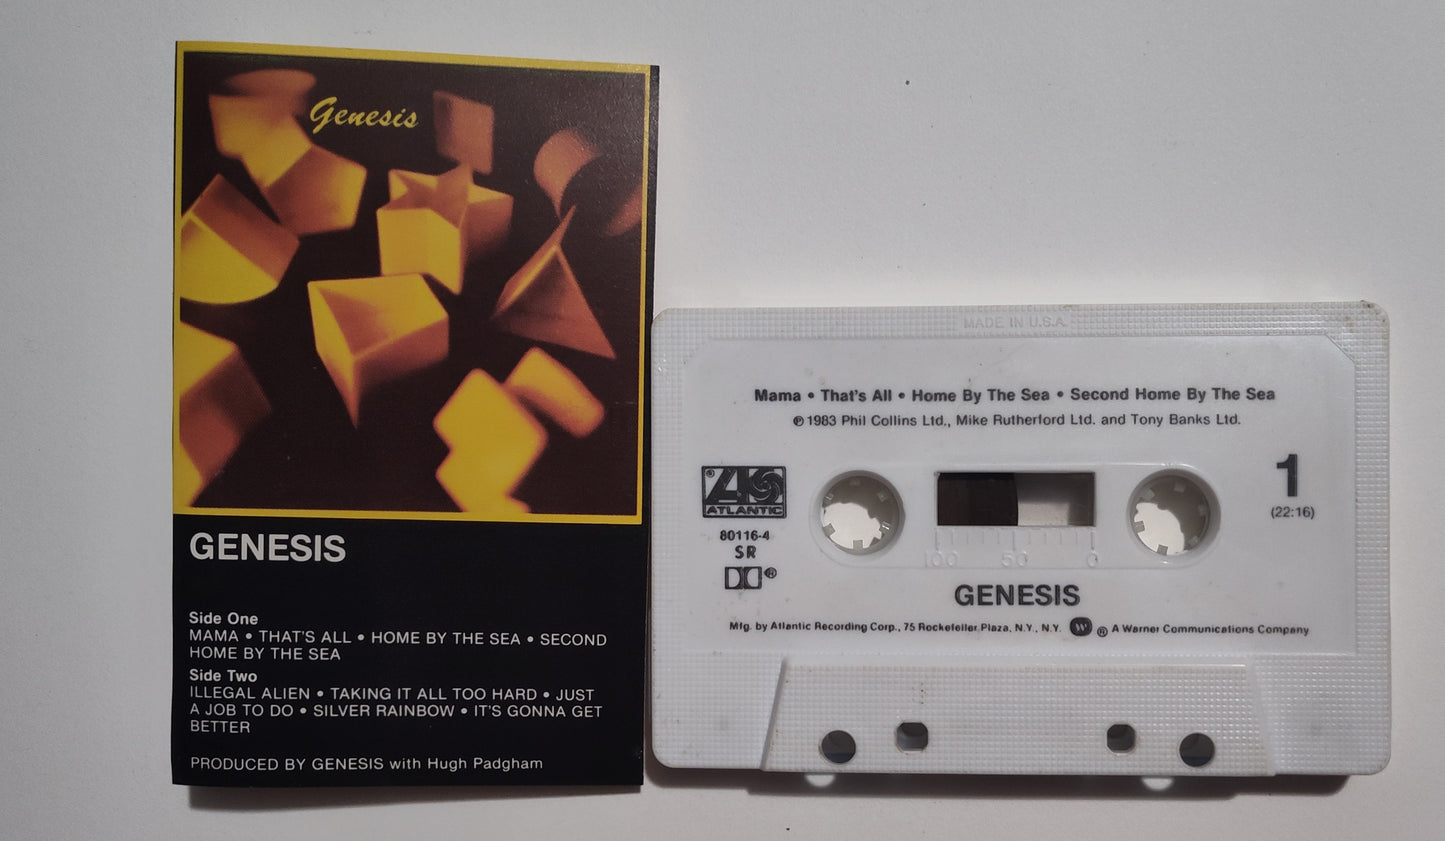 Genesis
GENESIS
Side One
MAMA • THAT'S ALL • HOME BY THE SEA • SECOND
HOME BY THE SEA
Side Two
ILLEGAL ALIEN • TAKING IT ALL TOO HARD • JUST
A JOB TO DO • SILVER RAINBOW • IT'S GONNA GET
BETTER
PRODUCED BY GENESIS with Hugh Padgham
MADE IN U.S.A.
Mama • That's All • Home By The Sea • Second Home By The Sea
℗ 1983 Phil Collins Ltd., Mike Rutherford Ltd. and Tony Banks Ltd.
® A
ATLANTIC
80116-4
SR
®
1
(22:16)
100 50 0
GENESIS
Mfg. by Atlantic Recording Corp., 75 Rockefeller Plaza, N.Y., N.Y. W ® A Warner Communications Company